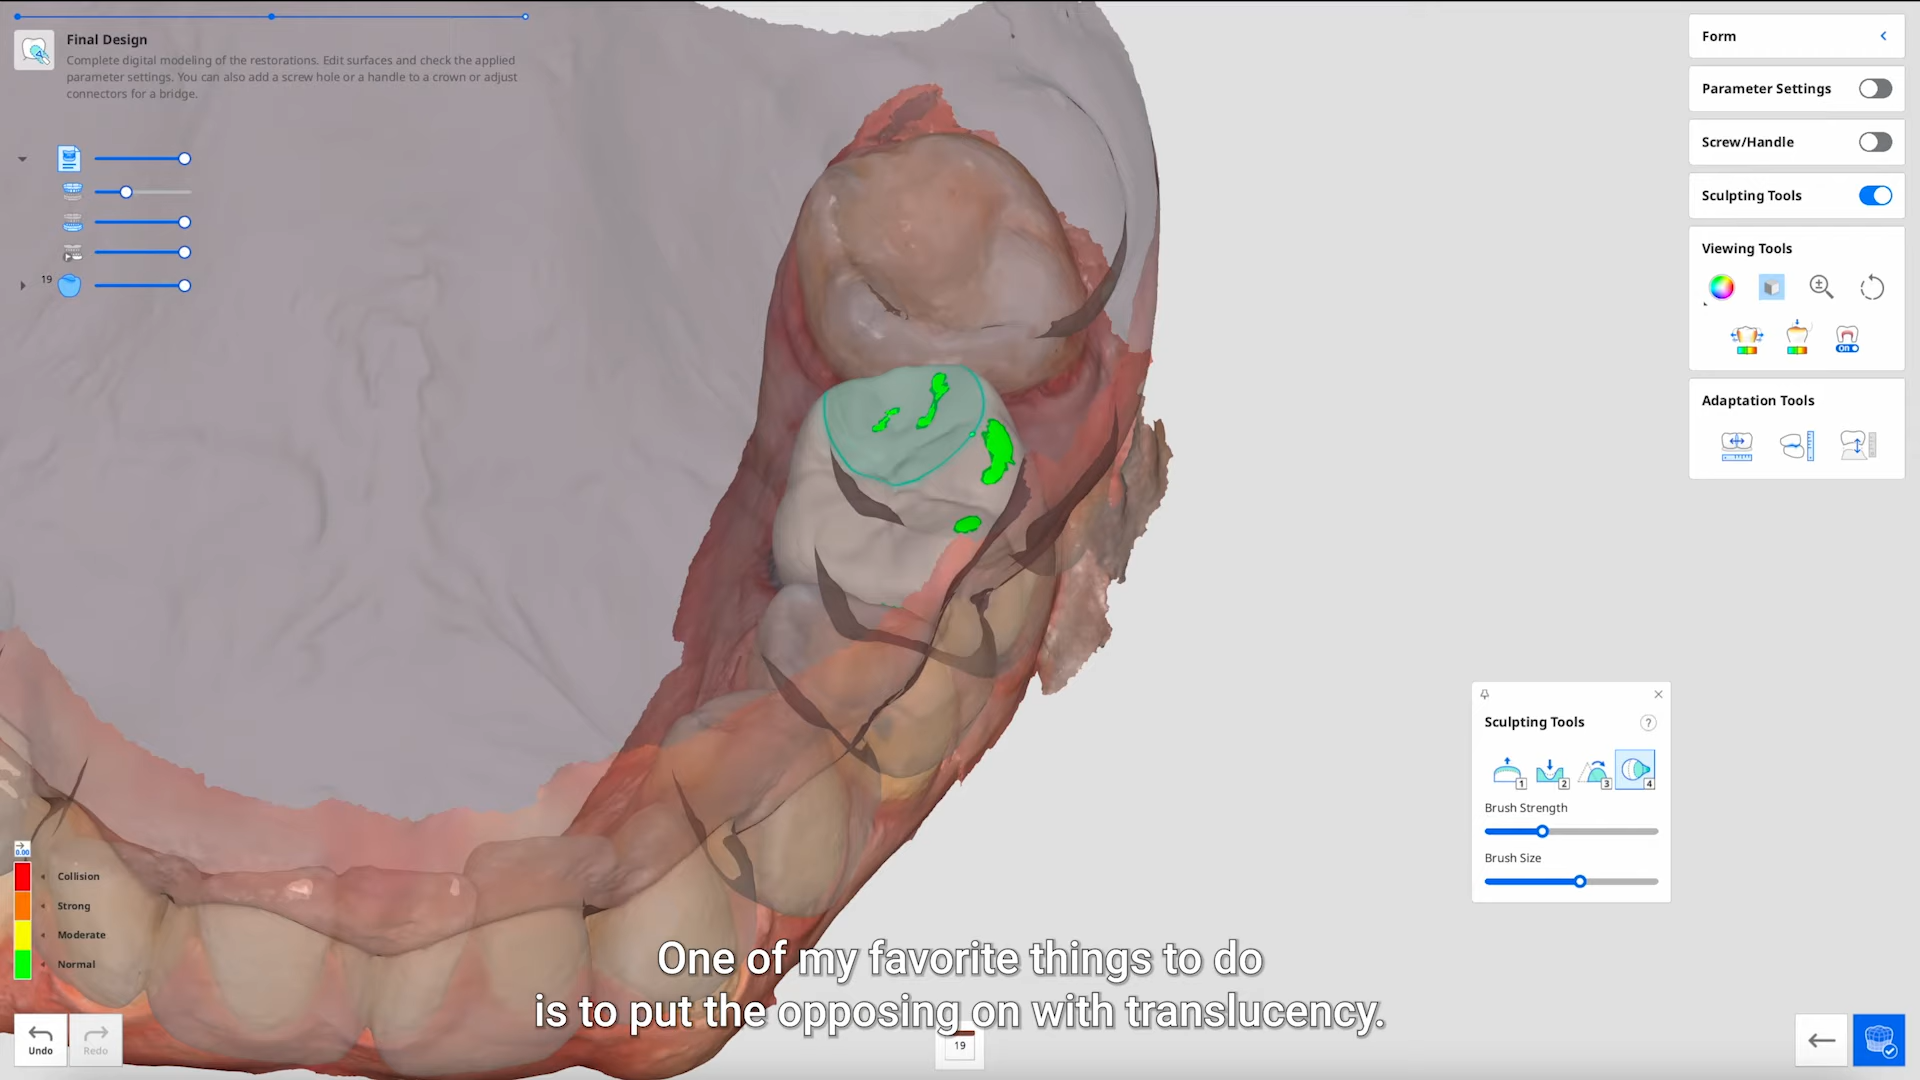 Final Design
Complete digital modeling of the restorations. Edit surfaces and check the applied
parameter settings. You can also add a screw hole or a handle to a crown or adjust
connectors for a bridge.
19
Form
Parameter Settings
Screw/Handle
Sculpting Tools
Viewing Tools
ON
Adaptation Tools
Sculpting Tools
?
1 2 3 4
Brush Strength
Brush Size
0.00
Collision
Strong
Moderate
Normal
One of my favorite things to do
is to put the opposing on with translucency.
Undo
Redo
19